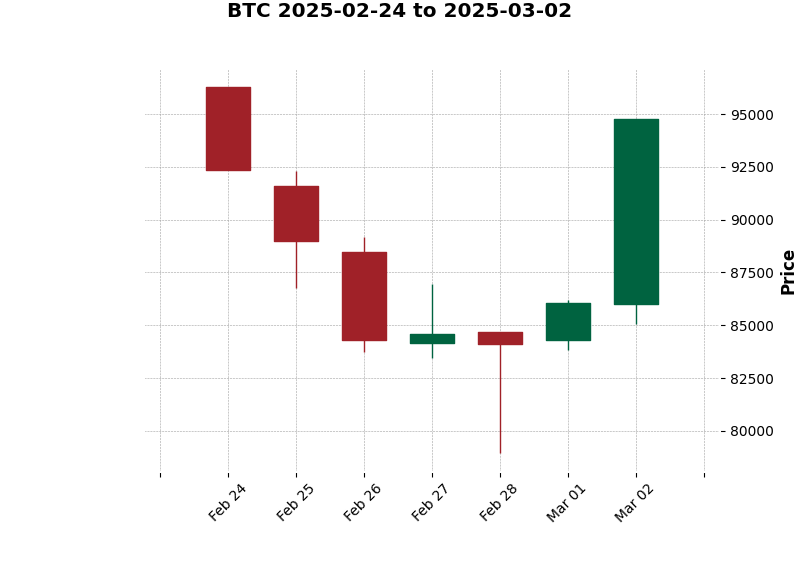 BTC 2025-02-24 to 2025-03-02
95000
92500
90000
87500
85000
82500
80000
Price
Feb 24
Feb 25
Feb 26
Feb 27
Feb 28
Mar 01
Mar 02